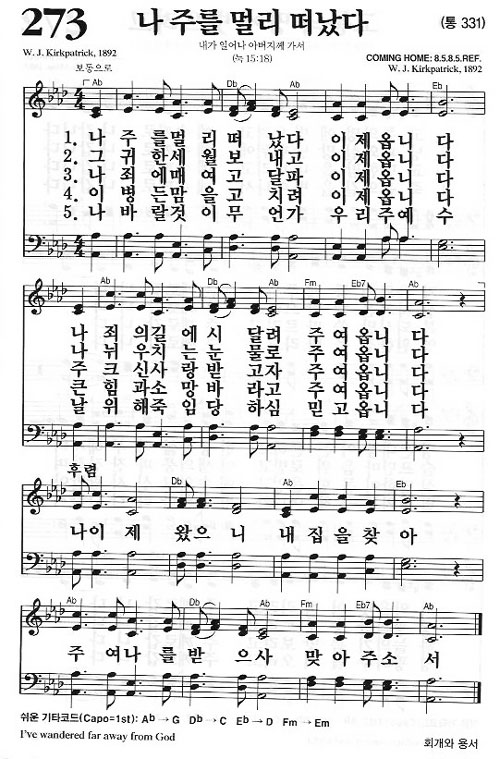 273 나 주를 멀리 떠났다 (통 331)
내가 일어나 아버지께 가서
W. J. Kirkpatrick, 1892 (눅 15:18) COMING HOME: 8.5.8.5.REF.
보통으로 W. J. Kirkpatrick, 1892
Ab Db Ab Eb
1. 나 주를멀 리 떠 났다 이 제 옵니 다
2. 그 귀한세 월 보 내고 이 제 옵니 다
3. 나 죄에매 여 고 달파 이 제 옵니 다
4. 이 병든맘 을 고 치려 이 제 옵니 다
5. 나 바랄것 이 무 언가 우 리 주예 수
Ab Db Ab Fm Eb7 Ab
나 죄 의길 에 시 달려 주 여 옵니 다
나 뉘 우치 는 눈 물로 주 여 옵니 다
주 크 신사 랑 받 자고 주 여 옵니 다
큰 힘 과소 망 바 라고 주 여 옵니 다
날 위 해죽 임 당 하심 믿 고 옵니 다
후렴 Db Ab Eb
나이 제 왔으 니 내 집을 찾 아
Ab Db Ab Fm Eb7 Ab
주 여나 를 받 으사 맞 아 주소 서
쉬운 기타코드(Capo=1st): Ab → G Db → C Eb → D Fm → Em
I've wandered far away from God 회개와 용서